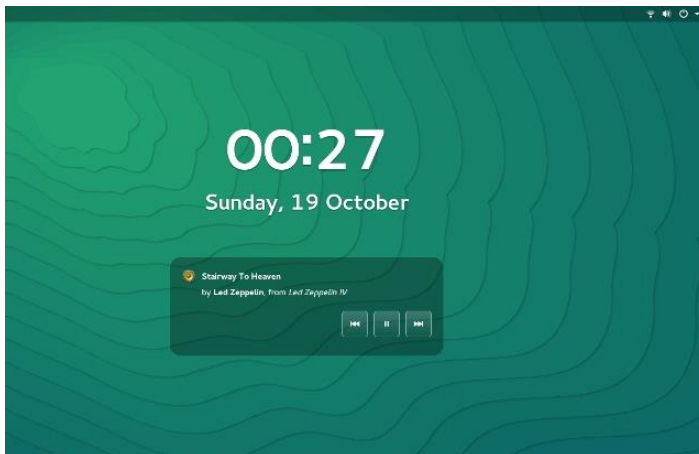 00:27
Sunday, 19 October
Stairway To Heaven
by Led Zeppelin, from Led Zeppelin IV